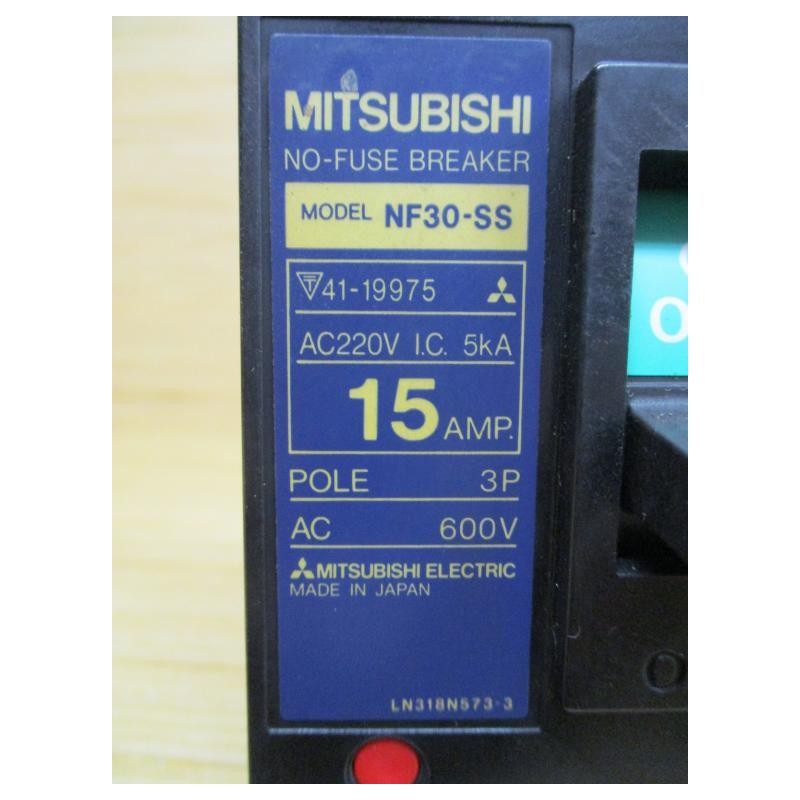 MITSUBISHI
NO-FUSE BREAKER
MODEL NF30-SS
41-19975
AC220V I.C. 5kA
15 AMP.
POLE 3P
AC 600V
MITSUBISHI ELECTRIC
MADE IN JAPAN
LN318N573-3